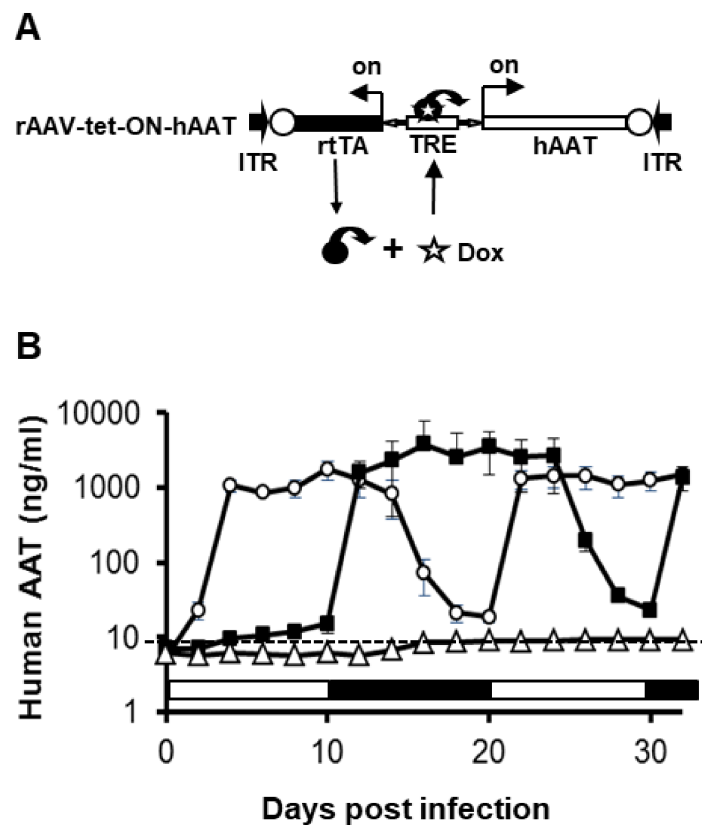 A
on
on
rAAV-tet-ON-hAAT
ITR
rtTA
TRE
hAAT
ITR
+
Dox
B
Human AAT (ng/ml)
10000
1000
100
10
1
0
10
20
30
Days post infection